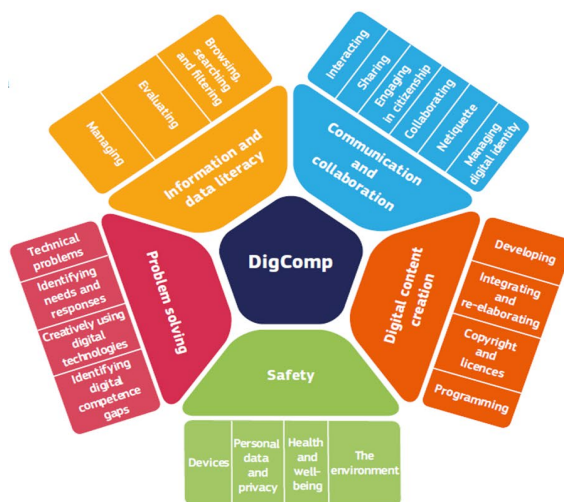 Browsing,
searching
and filtering
Evaluating
Managing
Information and
data literacy
Interacting
Sharing
Engaging
in citizenship
Collaborating
Netiquette
Managing
digital identity
Communication
and
collaboration
DigComp
Developing
Integrating
and
re-elaborating
Copyright
and
licences
Programming
Digital content
creation
Safety
Devices
Personal
data and
privacy
Health and
well-
being
The
environment
Problem solving
Technical
problems
Identifying
needs and
responses
Creatively using
digital
technologies
Identifying
digital
competence
gaps